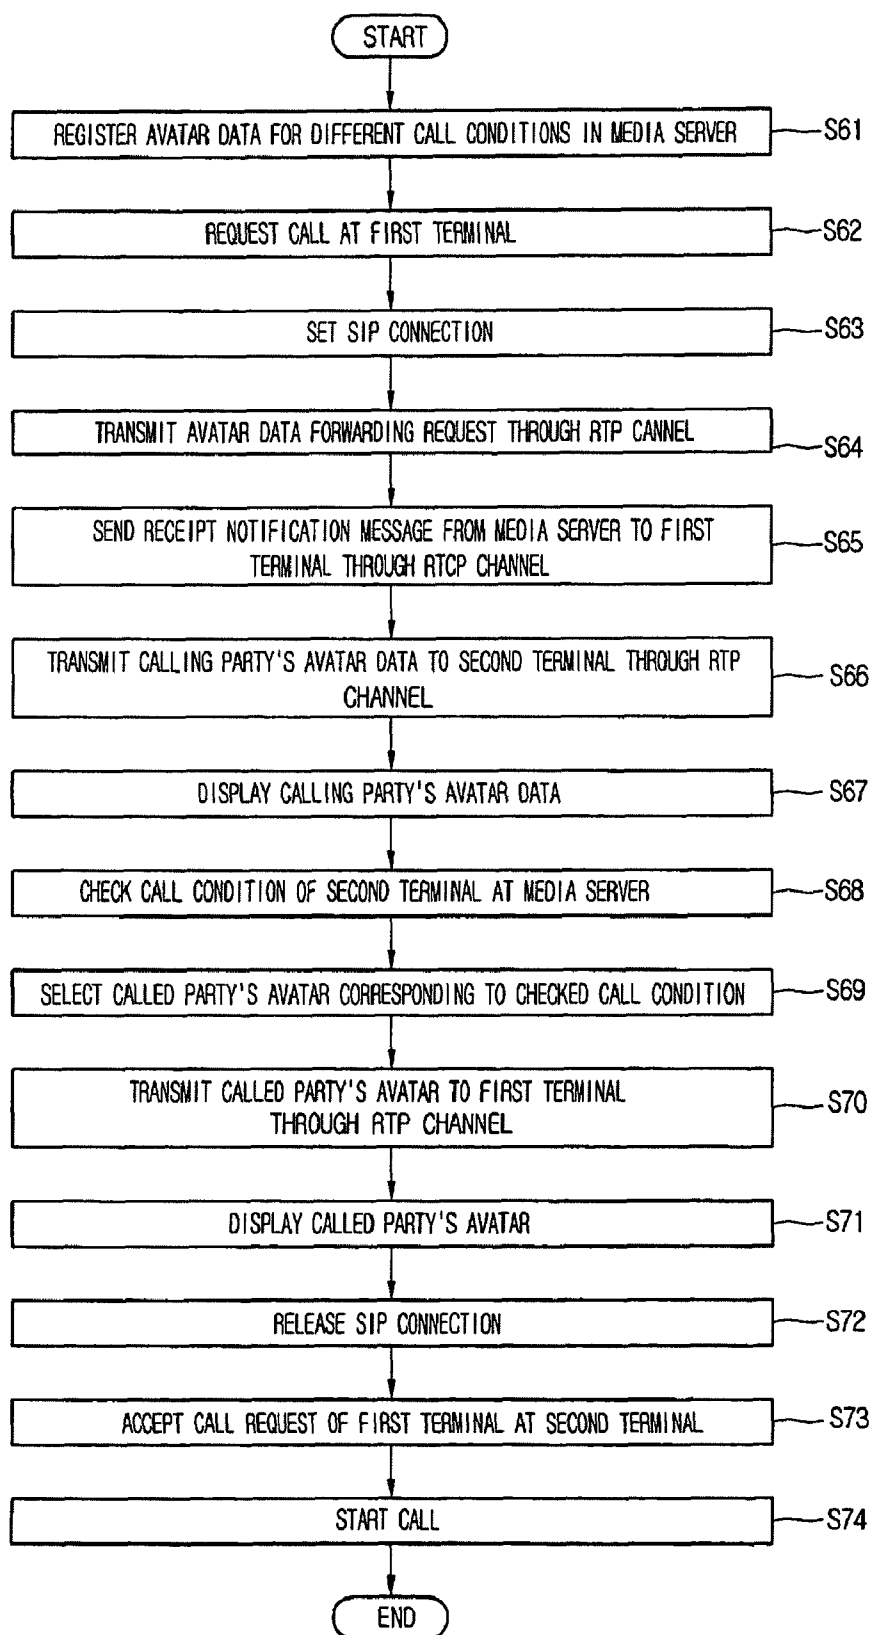 START
REGISTER AVATAR DATA FOR DIFFERENT CALL CONDITIONS IN MEDIA SERVER
S61
REQUEST CALL AT FIRST TERMINAL
S62
SET SIP CONNECTION
S63
TRANSMIT AVATAR DATA FORWARDING REQUEST THROUGH RTP CANNEL
S64
SEND RECEIPT NOTIFICATION MESSAGE FROM MEDIA SERVER TO FIRST
TERMINAL THROUGH RTCP CHANNEL
S65
TRANSMIT CALLING PARTY'S AVATAR DATA TO SECOND TERMINAL THROUGH RTP
CHANNEL
S66
DISPLAY CALLING PARTY'S AVATAR DATA
S67
CHECK CALL CONDITION OF SECOND TERMINAL AT MEDIA SERVER
S68
SELECT CALLED PARTY'S AVATAR CORRESPONDING TO CHECKED CALL CONDITION
S69
TRANSMIT CALLED PARTY'S AVATAR TO FIRST TERMINAL
THROUGH RTP CHANNEL
S70
DISPLAY CALLED PARTY'S AVATAR
S71
RELEASE SIP CONNECTION
S72
ACCEPT CALL REQUEST OF FIRST TERMINAL AT SECOND TERMINAL
S73
START CALL
S74
END